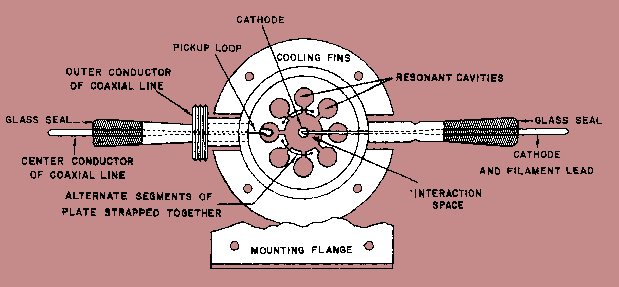 CATHODE
PICKUP LOOP
COOLING FINS
OUTER CONDUCTOR
OF COAXIAL LINE
RESONANT CAVITIES
GLASS SEAL
GLASS SEAL
CENTER CONDUCTOR
OF COAXIAL LINE
CATHODE
AND FILAMENT LEAD
ALTERNATE SEGMENTS OF
PLATE STRAPPED TOGETHER
INTERACTION
SPACE
MOUNTING FLANGE